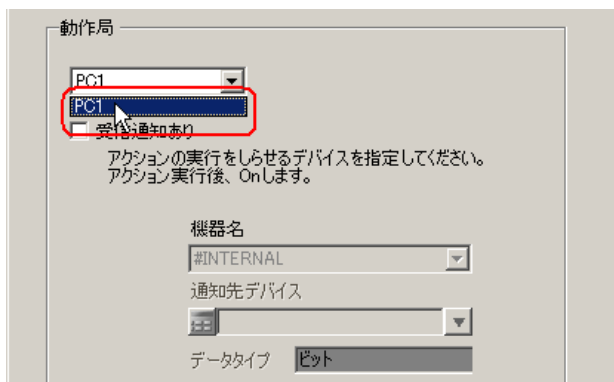 動作局
PC1
PC1
受信通知あり
アクションの実行をしらせるデバイスを指定してください。
アクション実行後、Onします。
機器名
#INTERNAL
通知先デバイス
データタイプ
ビット